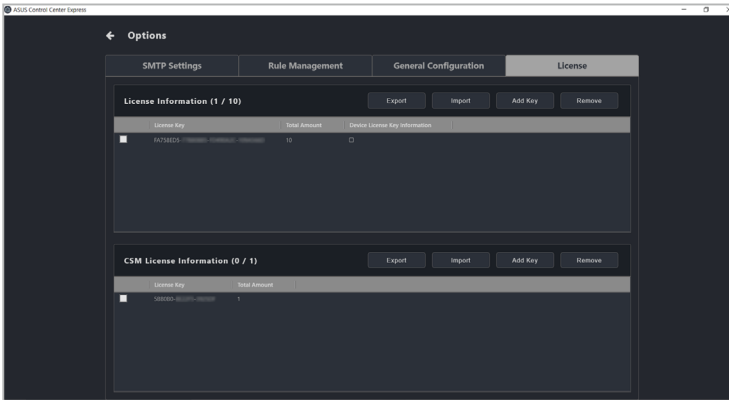 ASUS Control Center Express
Options
SMTP Settings Rule Management General Configuration License
License Information (1 / 10) Export Import Add Key Remove
License Key Total Amount Device License Key Information
10
CSM License Information (0 / 1) Export Import Add Key Remove
License Key Total Amount
1